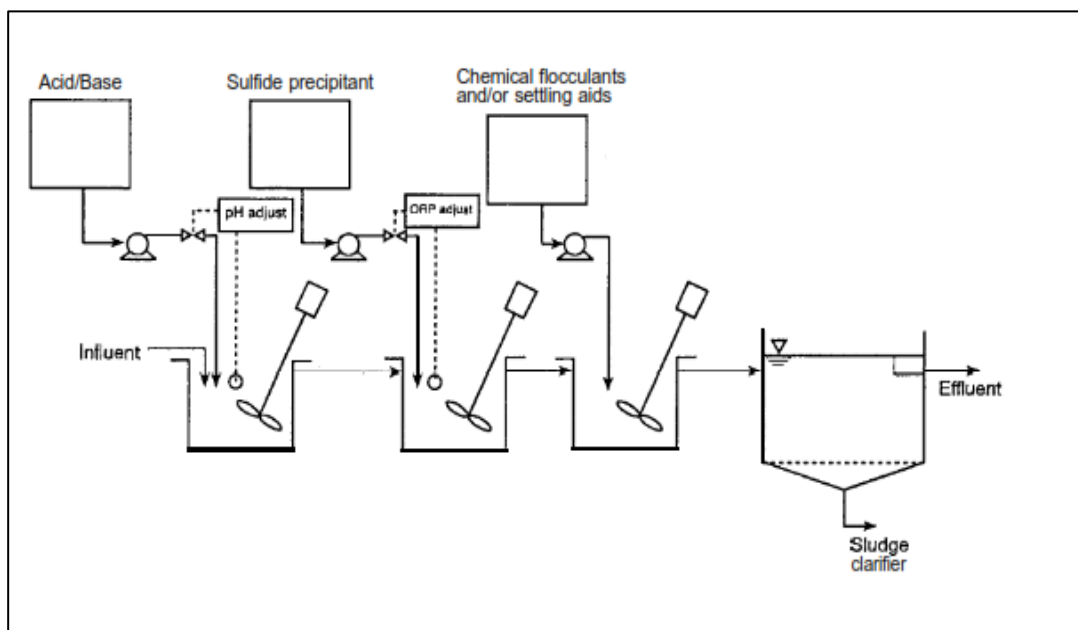 Acid/Base
Sulfide precipitant
Chemical flocculants
and/or settling aids
pH adjust
ORP adjust
Influent
Effluent
Sludge
clarifier